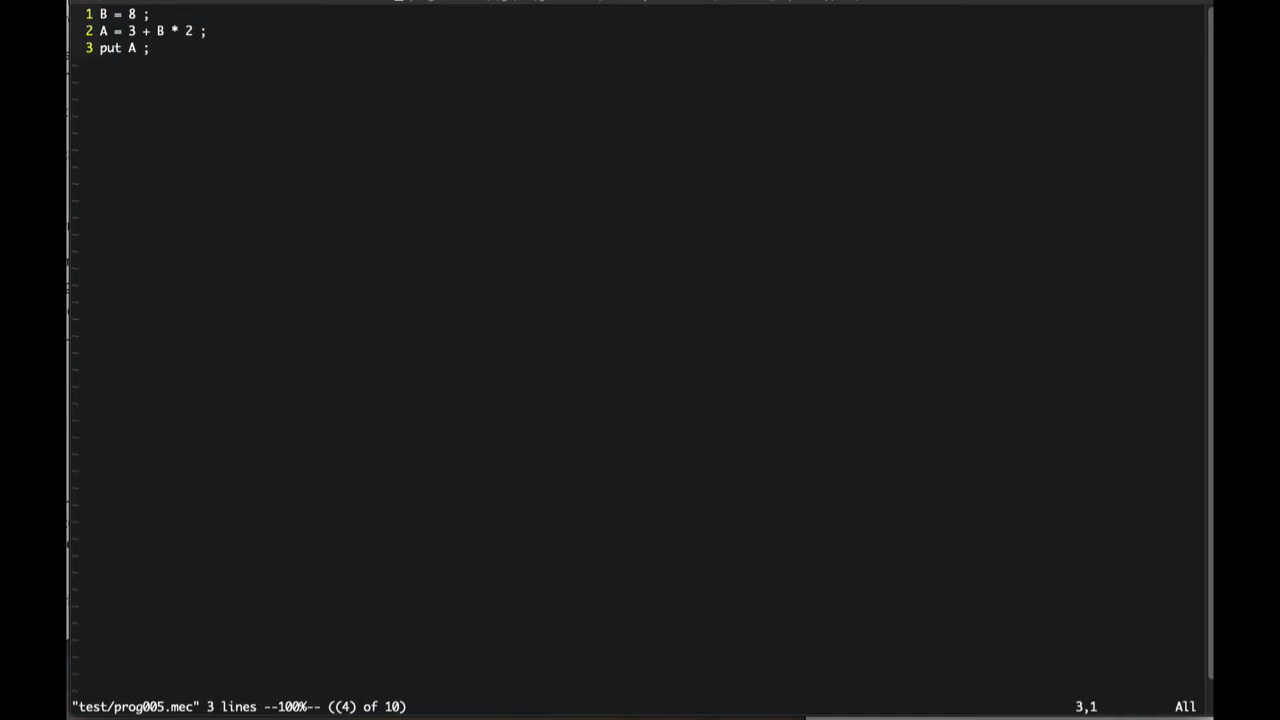 1 B = 8 ;
2 A = 3 + B * 2 ;
3 put A ;
"test/prog005.mec" 3 lines --100%-- ((4) of 10) 3,1 All